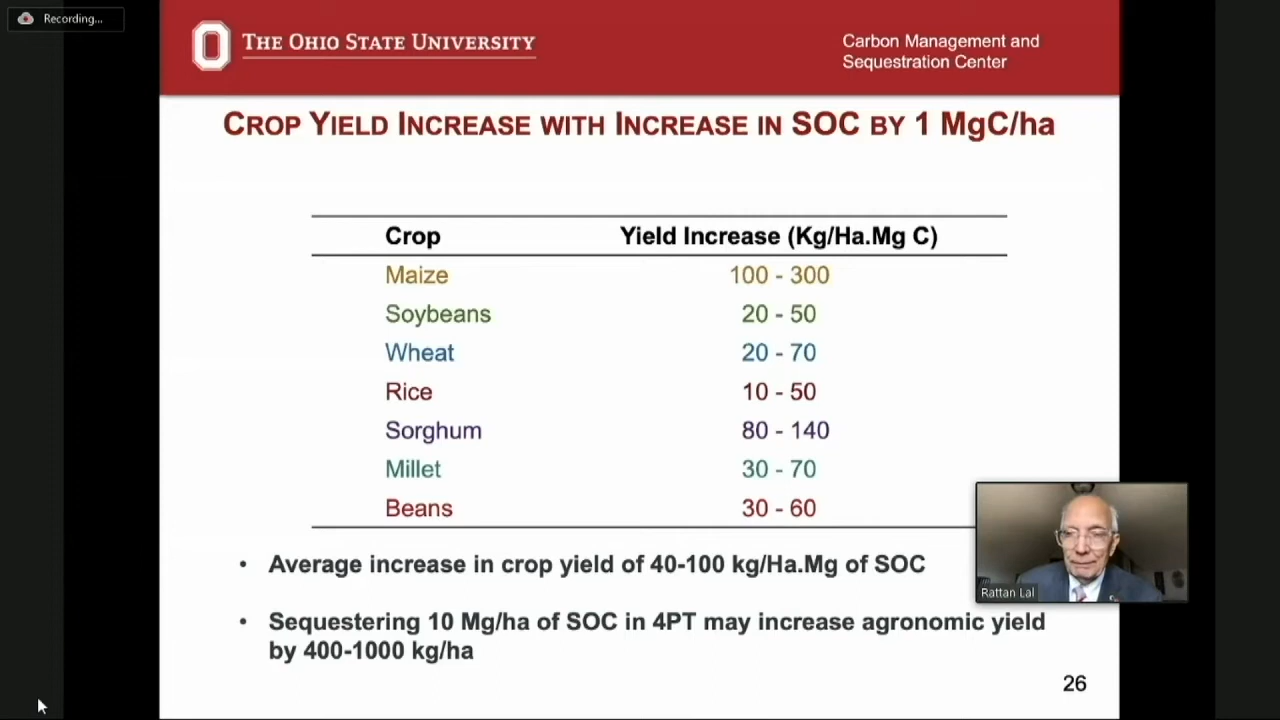 Recording...
THE OHIO STATE UNIVERSITY
Carbon Management and
Sequestration Center
CROP YIELD INCREASE WITH INCREASE IN SOC BY 1 MgC/ha
Crop Yield Increase (Kg/Ha.Mg C)
Maize 100 - 300
Soybeans 20 - 50
Wheat 20 - 70
Rice 10 - 50
Sorghum 80 - 140
Millet 30 - 70
Beans 30 - 60
• Average increase in crop yield of 40-100 kg/Ha.Mg of SOC
Rattan Lal
• Sequestering 10 Mg/ha of SOC in 4PT may increase agronomic yield
by 400-1000 kg/ha
26